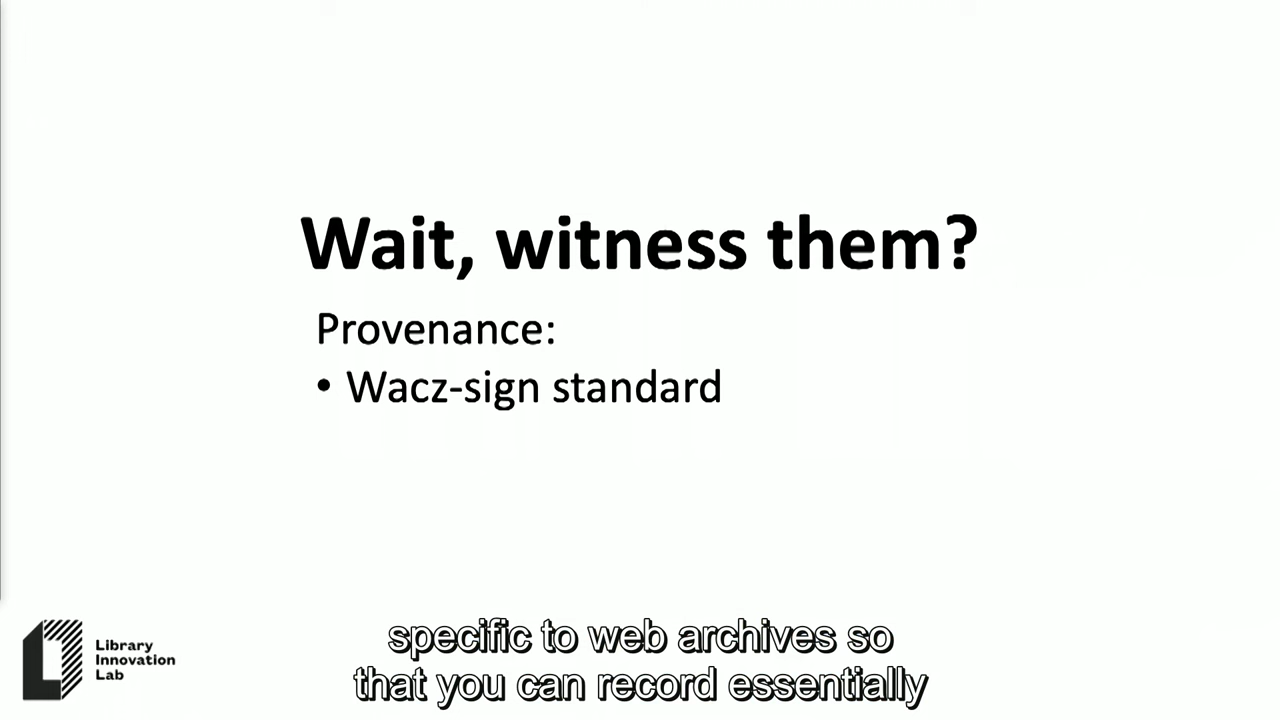 Wait, witness them?
Provenance:
• Wacz-sign standard
Library
Innovation
Lab
specific to web archives so
that you can record essentially